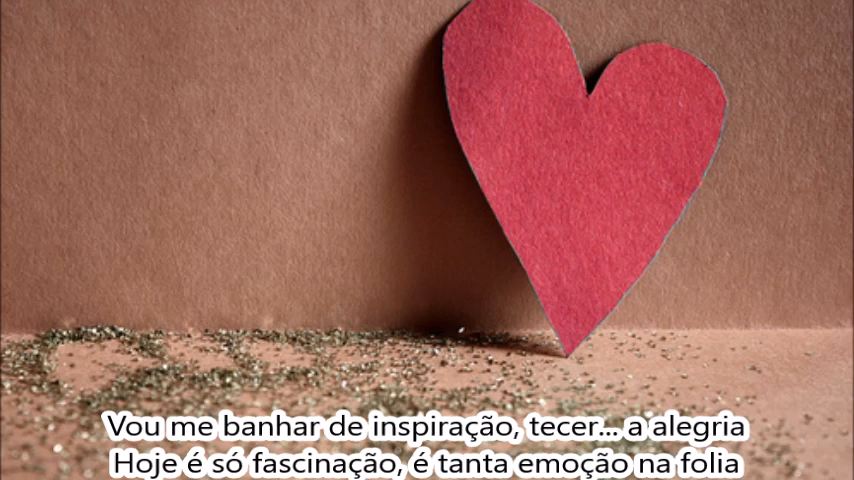 Vou me banhar de inspiração, tecer... a alegria
Hoje é só fascinação, é tanta emoção na folia